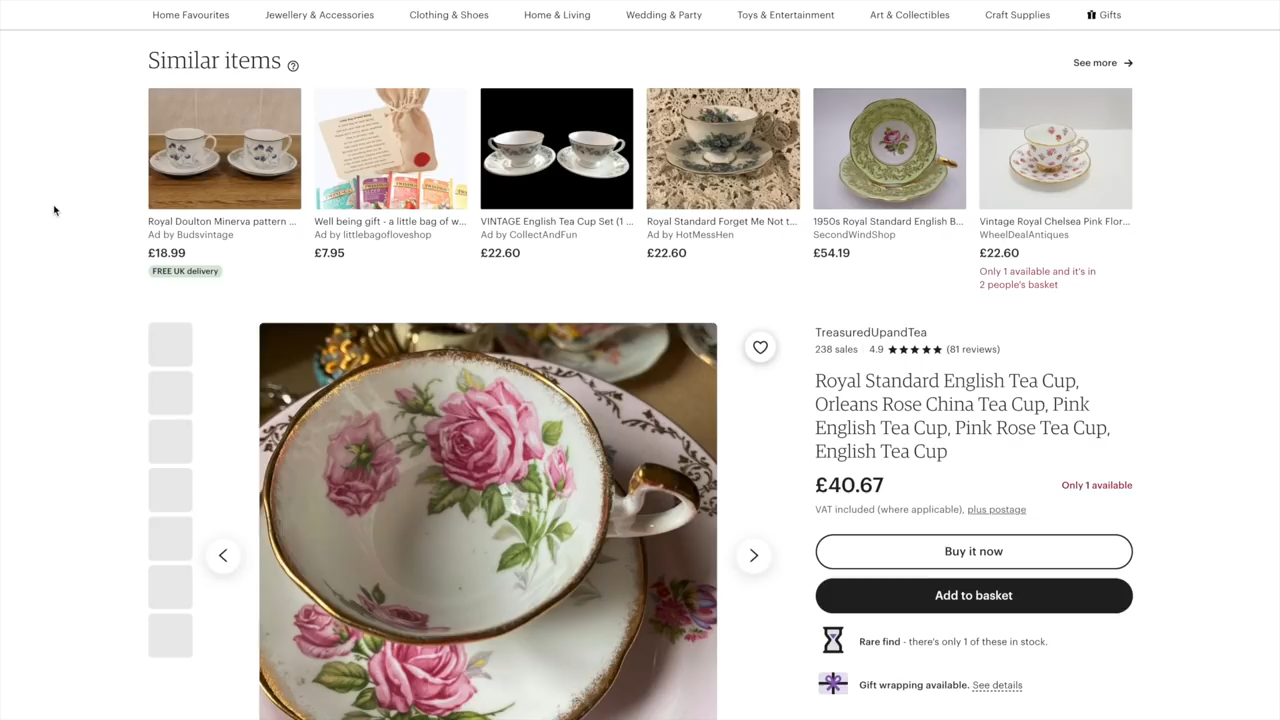 Home Favourites
Jewellery & Accessories
Clothing & Shoes
Home & Living
Wedding & Party
Toys & Entertainment
Art & Collectibles
Craft Supplies
Gifts
Similar items
See more
Royal Doulton Minerva pattern ...
Ad by Budsvintage
£18.99
FREE UK delivery
Well being gift - a little bag of w...
Ad by littlebagofloveshop
£7.95
VINTAGE English Tea Cup Set (1 ...
Ad by CollectAndFun
£22.60
Royal Standard Forget Me Not t...
Ad by HotMessHen
£22.60
1950s Royal Standard English B...
SecondWindShop
£54.19
Vintage Royal Chelsea Pink Flor...
WheelDealAntiques
£22.60
Only 1 available and it's in
2 people's basket
TreasuredUpandTea
238 sales 4.9 ★★★★★ (81 reviews)
Royal Standard English Tea Cup,
Orleans Rose China Tea Cup, Pink
English Tea Cup, Pink Rose Tea Cup,
English Tea Cup
£40.67
Only 1 available
VAT included (where applicable), plus postage
Buy it now
Add to basket
Rare find - there's only 1 of these in stock.
Gift wrapping available. See details